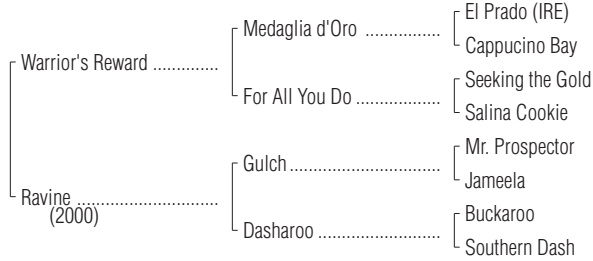 El Prado (IRE)
Medaglia d'Oro .................
Cappucino Bay
Warrior's Reward ..............
Seeking the Gold
For All You Do ...................
Salina Cookie
Mr. Prospector
Gulch..................................
Jameela
Ravine ..............................
(2000)
Buckaroo
Dasharoo ...........................
Southern Dash